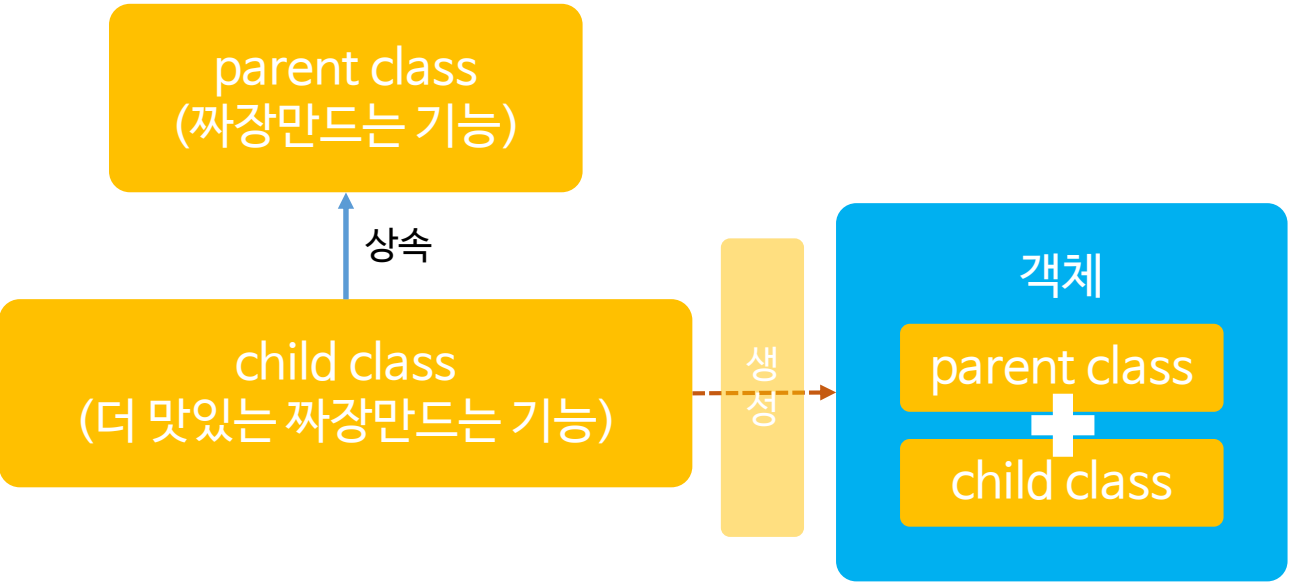 parent class
(짜장만드는 기능)
상속
child class
(더 맛있는 짜장만드는 기능)
생
성
객체
parent class
child class